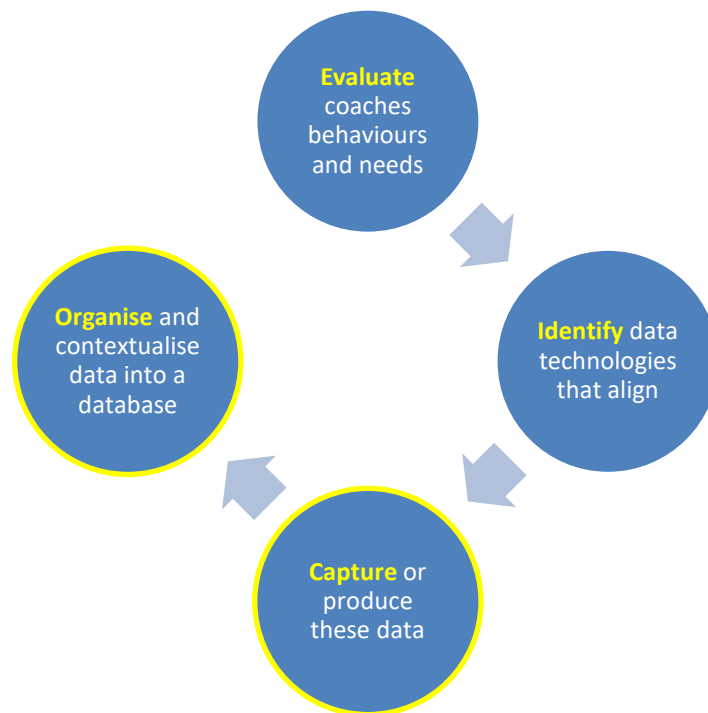 Evaluate
coaches
behaviours
and needs
Identify data
technologies
that align
Capture or
produce
these data
Organise and
contextualise
data into a
database